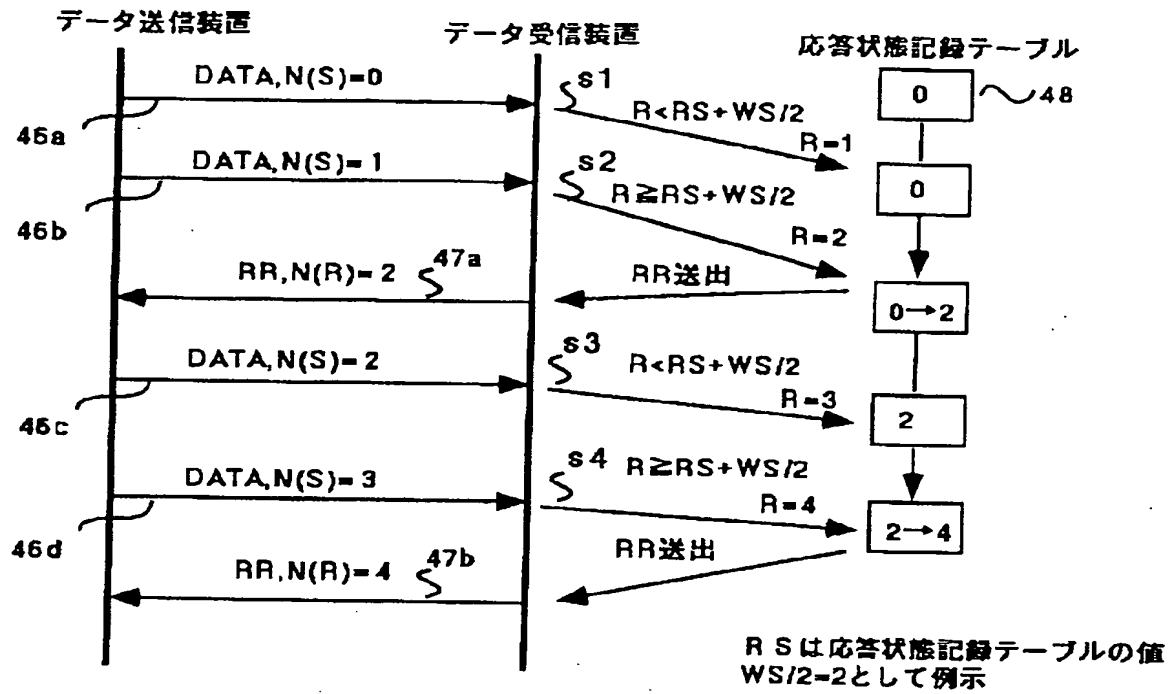 データ送信装置
データ受信装置
応答状態記録テーブル
DATA,N(S)=0
s1
0
48
46a
R<RS+WS/2
R=1
DATA,N(S)=1
s2
0
46b
R≧RS+WS/2
R=2
RR,N(R)=2
47a
RR送出
0→2
DATA,N(S)=2
s3
R<RS+WS/2
R=3
46c
2
DATA,N(S)=3
s4
R≧RS+WS/2
R=4
46d
2→4
RR,N(R)=4
47b
RR送出
RSは応答状態記録テーブルの値
WS/2=2として例示